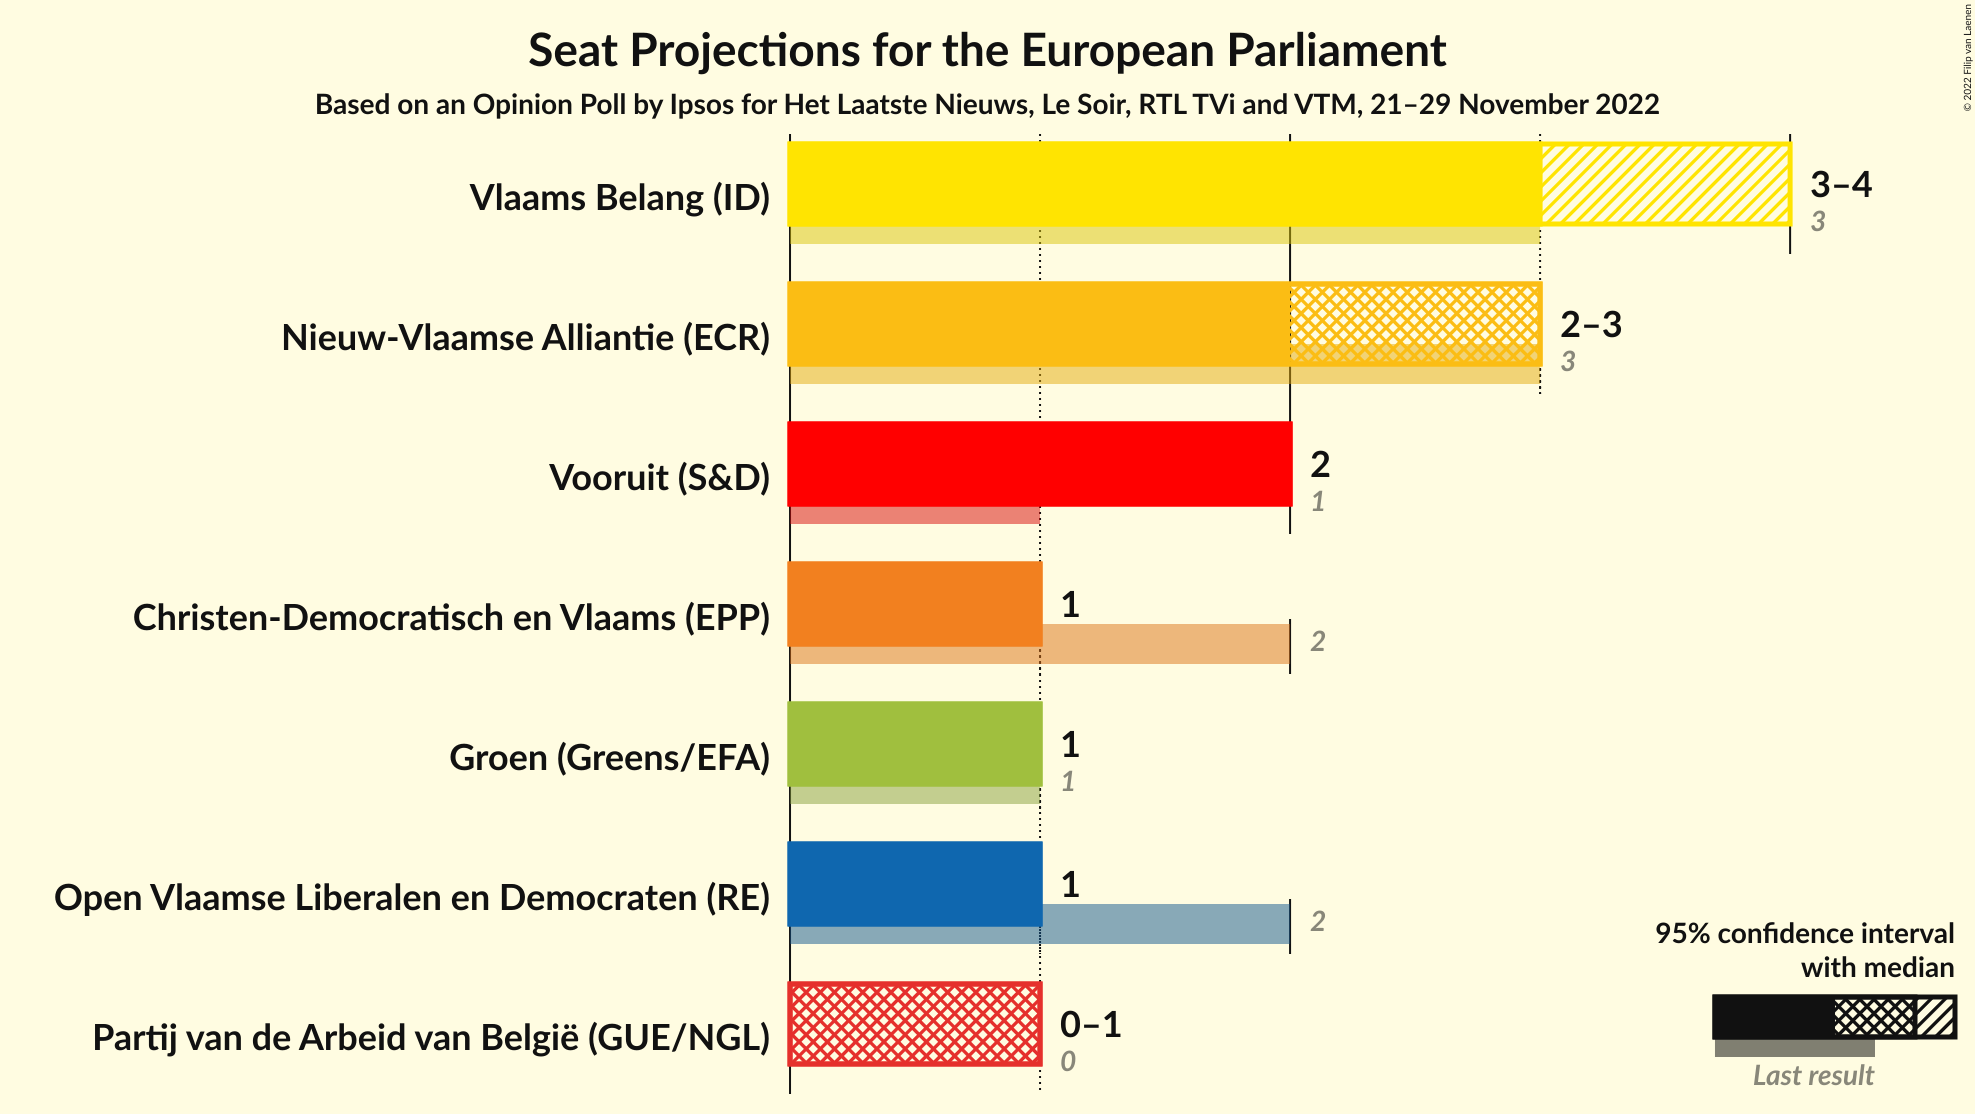 Seat Projections for the European Parliament
Based on an Opinion Poll by Ipsos for Het Laatste Nieuws, Le Soir, RTL TVi and VTM, 21–29 November 2022
© 2022 Filip van Laenen
Vlaams Belang (ID)
3–4
3
Nieuw-Vlaamse Alliantie (ECR)
2–3
3
Vooruit (S&D)
2
1
Christen-Democratisch en Vlaams (EPP)
1
2
Groen (Greens/EFA)
1
1
Open Vlaamse Liberalen en Democraten (RE)
1
2
Partij van de Arbeid van België (GUE/NGL)
0–1
0
95% confidence interval
with median
Last result